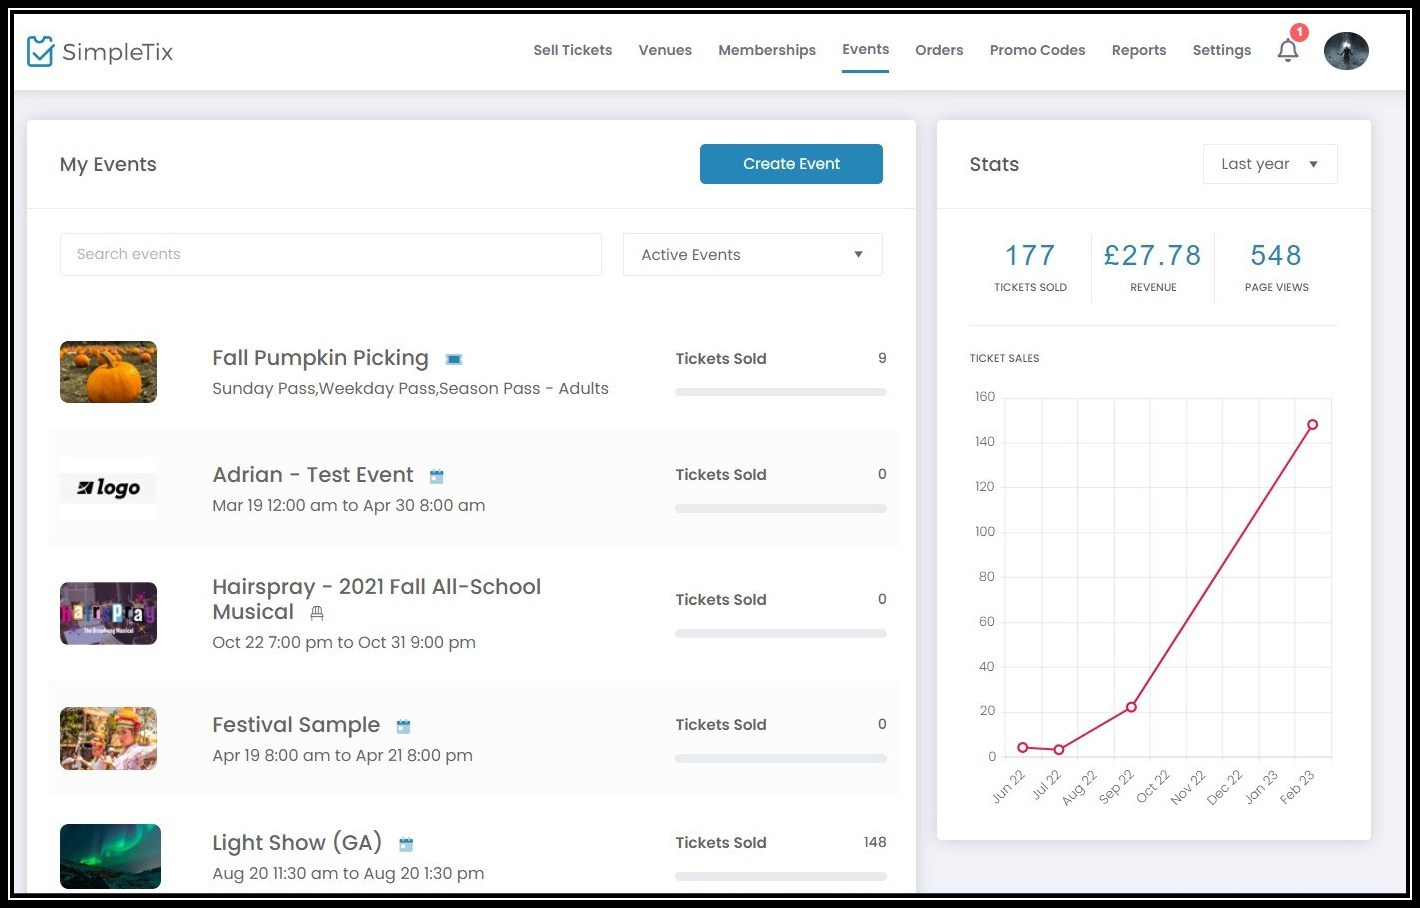 SimpleTix
Sell Tickets Venues Memberships Events Orders Promo Codes Reports Settings 1
My Events
Create Event
Search events
Active Events
Fall Pumpkin Picking
Sunday Pass,Weekday Pass,Season Pass - Adults
Tickets Sold 9
logo
Adrian - Test Event
Mar 19 12:00 am to Apr 30 8:00 am
Tickets Sold 0
hairspray
The Broadway Musical
Hairspray - 2021 Fall All-School
Musical
Oct 22 7:00 pm to Oct 31 9:00 pm
Tickets Sold 0
Festival Sample
Apr 19 8:00 am to Apr 21 8:00 pm
Tickets Sold 0
Light Show (GA)
Aug 20 11:30 am to Aug 20 1:30 pm
Tickets Sold 148
Stats
Last year
177 £27.78 548
TICKETS SOLD REVENUE PAGE VIEWS
TICKET SALES
160
140
120
100
80
60
40
20
0
Jun 22 Jul 22 Aug 22 Sep 22 Oct 22 Nov 22 Dec 22 Jan 23 Feb 23